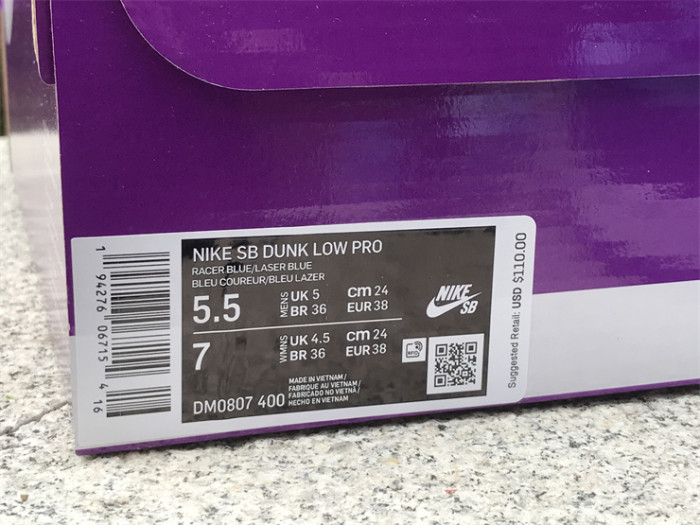 NIKE SB DUNK LOW PRO
RACER BLUE/LASER BLUE
BLEU COUREUR/BLEU LAZER
5.5 MENS UK 5 CM 24
BR 36 EUR 38
7 WMNS UK 4.5 CM 24
BR 36 EUR 38
DM0807 400
MADE IN VIETNAM /
FABRIQUE AU VIETNAM /
FABRICADO NO VIETNÃ /
HECHO EN VIETNAM
NIKE SB
Suggested Retail: USD $110.00
1 94276 06715 4 16